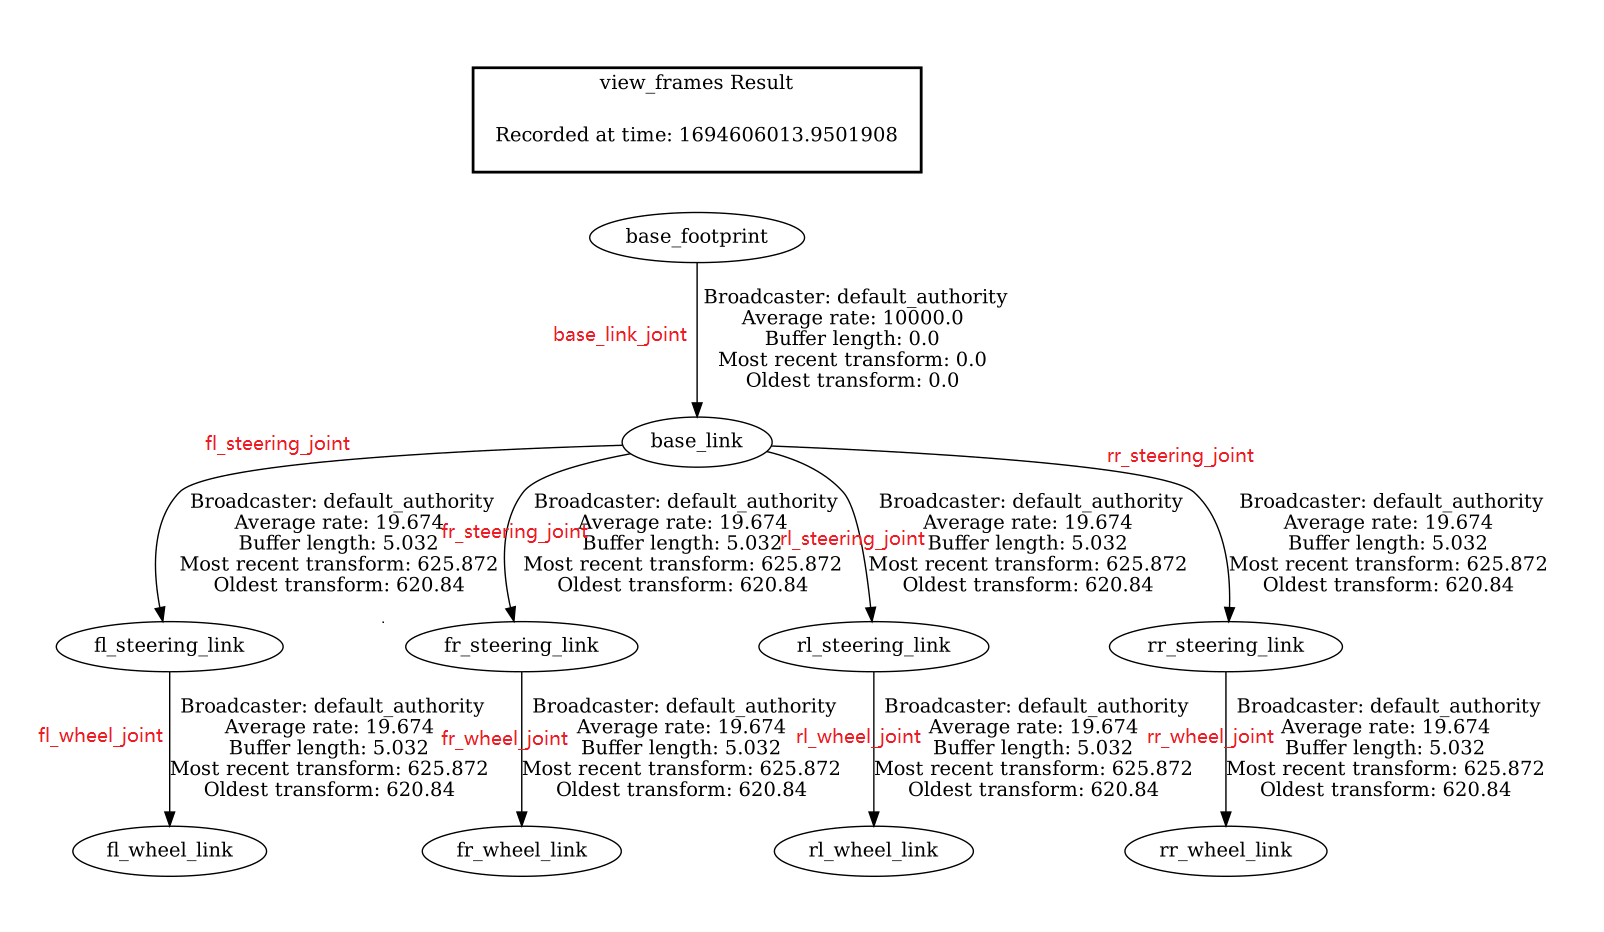 view_frames Result
Recorded at time: 1694606013.9501908
base_footprint
base_link_joint
Broadcaster: default_authority
Average rate: 10000.0
Buffer length: 0.0
Most recent transform: 0.0
Oldest transform: 0.0
base_link
fl_steering_joint
Broadcaster: default_authority
Average rate: 19.674
Buffer length: 5.032
Most recent transform: 625.872
Oldest transform: 620.84
fr_steering_joint
Broadcaster: default_authority
Average rate: 19.674
Buffer length: 5.032
Most recent transform: 625.872
Oldest transform: 620.84
rl_steering_joint
Broadcaster: default_authority
Average rate: 19.674
Buffer length: 5.032
Most recent transform: 625.872
Oldest transform: 620.84
rr_steering_joint
Broadcaster: default_authority
Average rate: 19.674
Buffer length: 5.032
Most recent transform: 625.872
Oldest transform: 620.84
fl_steering_link
fr_steering_link
rl_steering_link
rr_steering_link
fl_wheel_joint
Broadcaster: default_authority
Average rate: 19.674
Buffer length: 5.032
Most recent transform: 625.872
Oldest transform: 620.84
fr_wheel_joint
Broadcaster: default_authority
Average rate: 19.674
Buffer length: 5.032
Most recent transform: 625.872
Oldest transform: 620.84
rl_wheel_joint
Broadcaster: default_authority
Average rate: 19.674
Buffer length: 5.032
Most recent transform: 625.872
Oldest transform: 620.84
rr_wheel_joint
Broadcaster: default_authority
Average rate: 19.674
Buffer length: 5.032
Most recent transform: 625.872
Oldest transform: 620.84
fl_wheel_link
fr_wheel_link
rl_wheel_link
rr_wheel_link